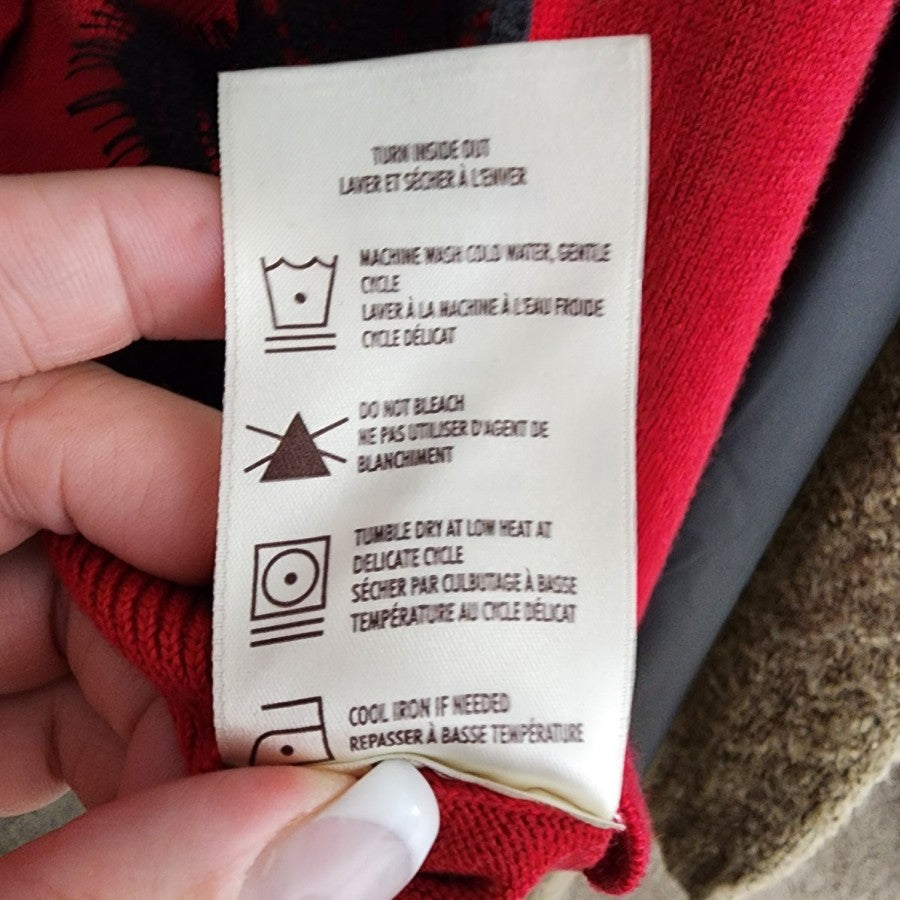 TURN INSIDE OUT
LAVER ET SÉCHER À L'ENVER
MACHINE WASH COLD WATER, GENTLE
CYCLE
LAVER À LA MACHINE À L'EAU FROIDE
CYCLE DÉLICAT
DO NOT BLEACH
NE PAS UTILISER D'AGENT DE
BLANCHIMENT
TUMBLE DRY AT LOW HEAT AT
DELICATE CYCLE
SÉCHER PAR CULBUTAGE À BASSE
TEMPÉRATURE AU CYCLE DÉLICAT
COOL IRON IF NEEDED
REPASSER À BASSE TEMPÉRATURE